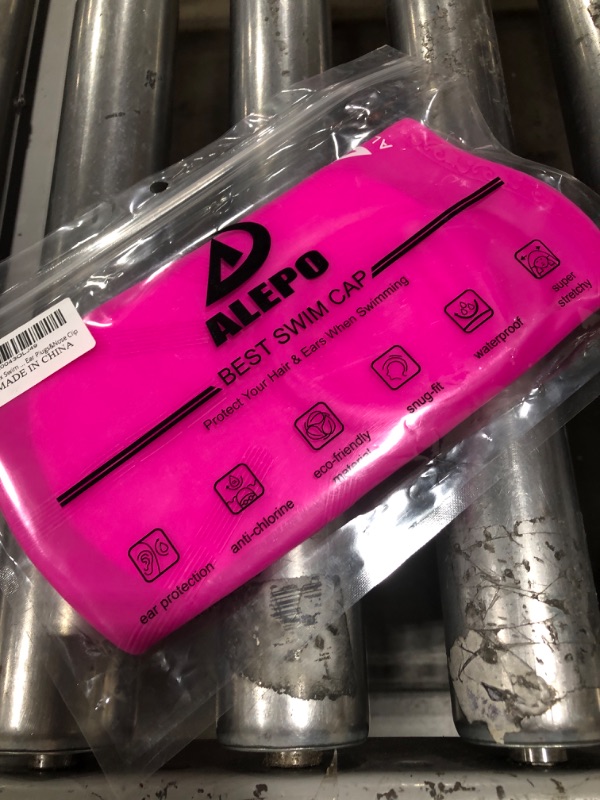 ALEPO
BEST SWIM CAP
Protect Your Hair & Ears When Swimming
super
stretchy
waterproof
snug-fit
eco-friendly
material
anti-chlorine
ear protection
Swim ... Ear Plugs&Nose Clip
MADE IN CHINA